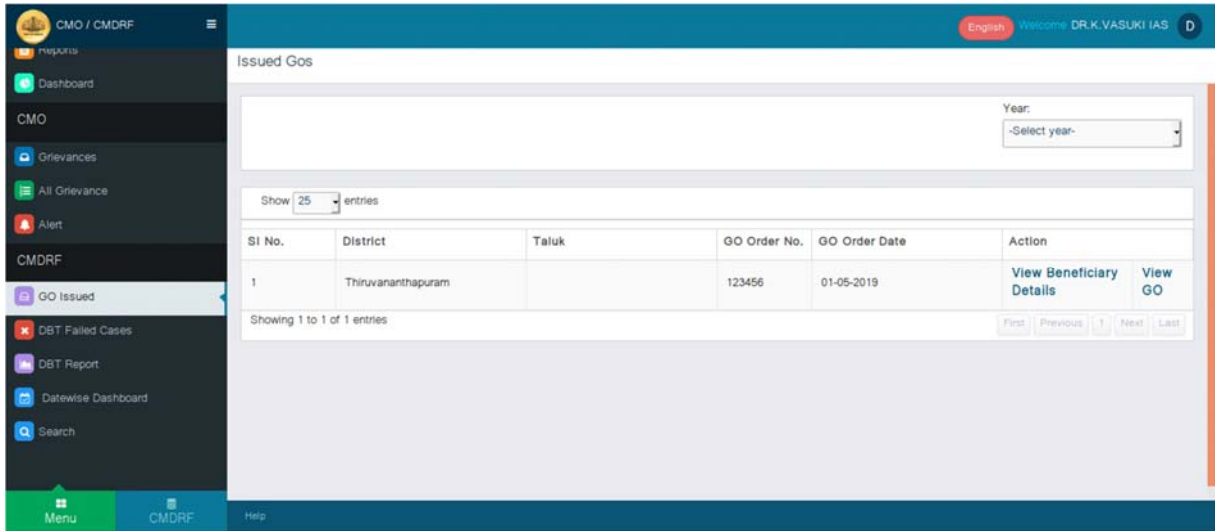 CMO / CMDRF
English Welcome DR.K.VASUKI IAS D
Reports
Dashboard
CMO
Grievances
All Grievance
Alert
CMDRF
GO Issued
DBT Failed Cases
DBT Report
Datewise Dashboard
Search
Menu CMDRF
Issued Gos
Year:
-Select year-
Show 25 entries
Sl No. District Taluk GO Order No. GO Order Date Action
1 Thiruvananthapuram 123456 01-05-2019 View Beneficiary Details View GO
Showing 1 to 1 of 1 entries
First Previous 1 Next Last
Help